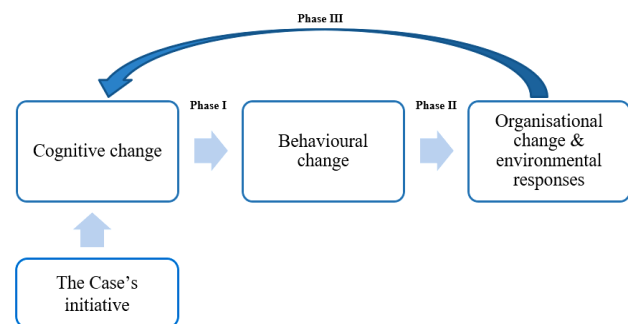 Phase III
Phase I
Phase II
Cognitive change
Behavioural
change
Organisational
change &
environmental
responses
The Case's
initiative